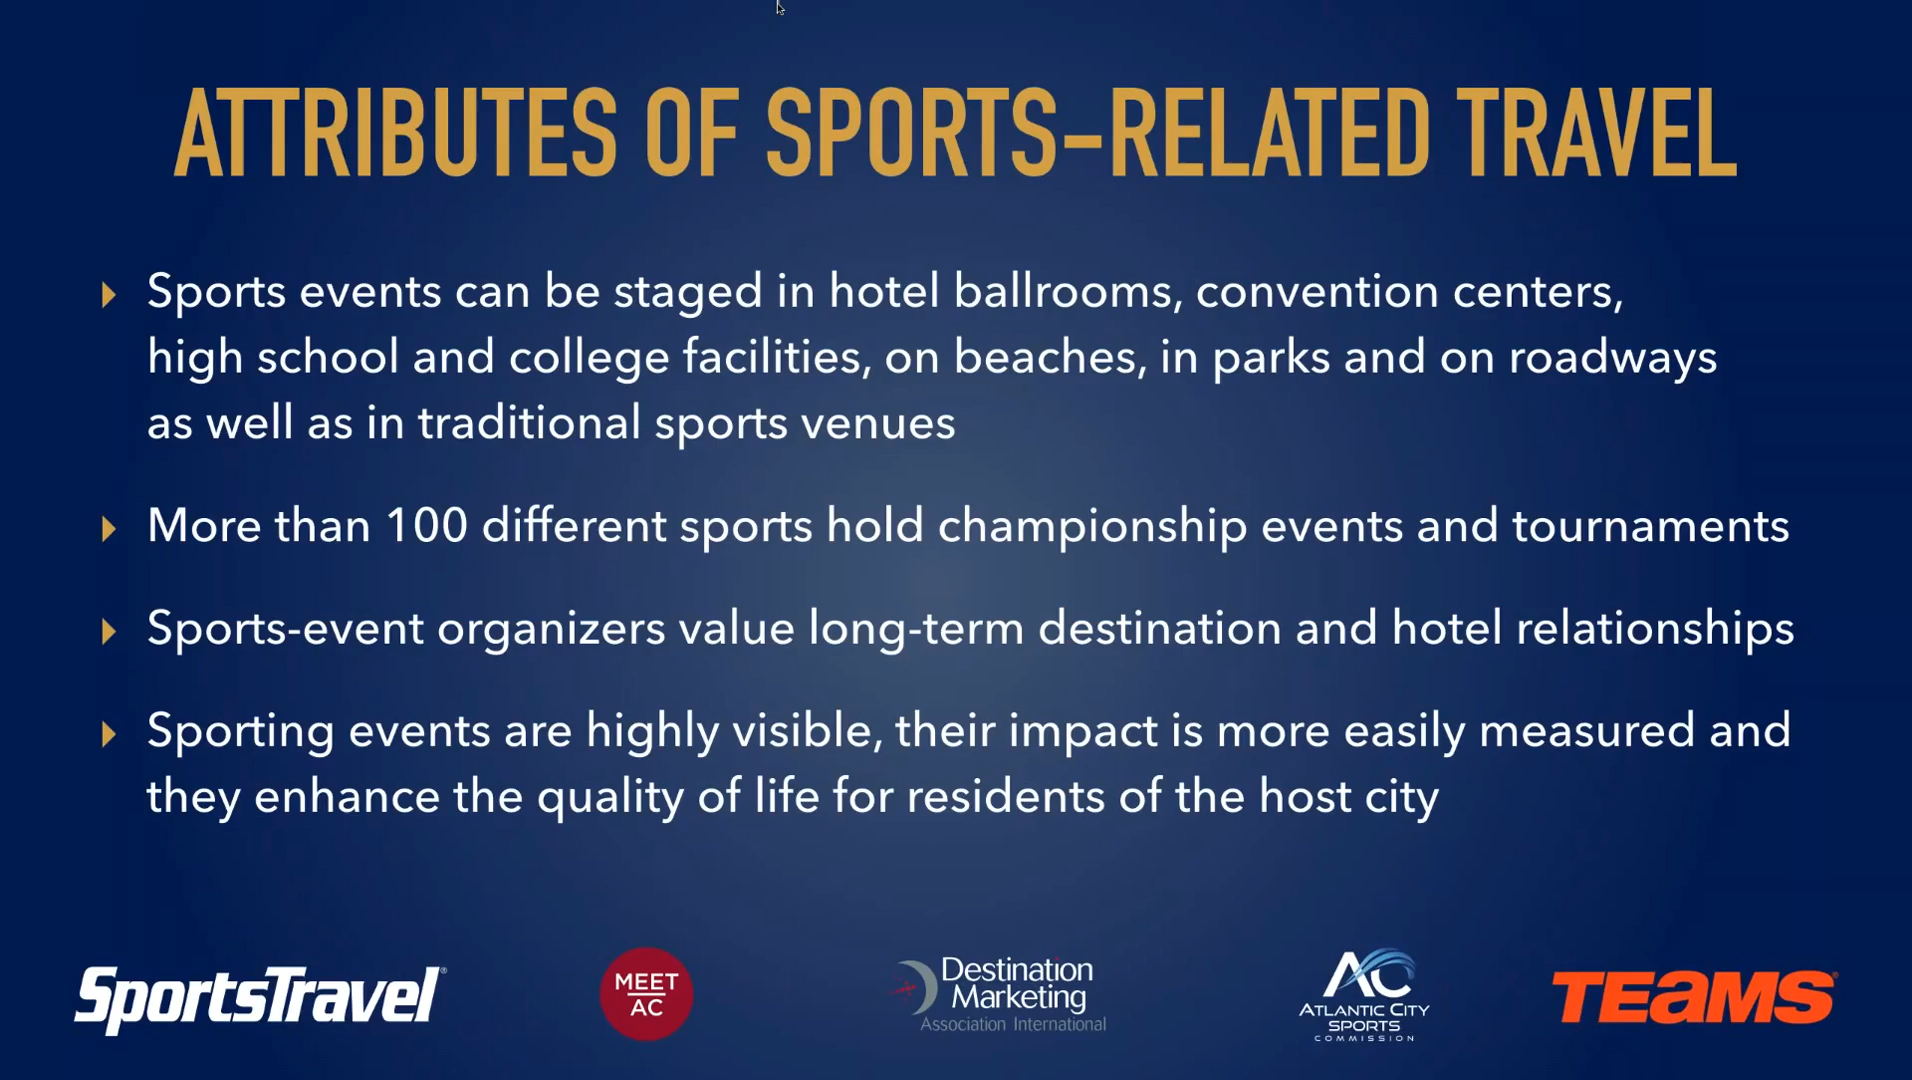 ATTRIBUTES OF SPORTS-RELATED TRAVEL
Sports events can be staged in hotel ballrooms, convention centers,
high school and college facilities, on beaches, in parks and on roadways
as well as in traditional sports venues
More than 100 different sports hold championship events and tournaments
Sports-event organizers value long-term destination and hotel relationships
Sporting events are highly visible, their impact is more easily measured and
they enhance the quality of life for residents of the host city
SportsTravel®
MEET
AC
Destination
Marketing
Association International
AC
ATLANTIC CITY
SPORTS
COMMISSION
TEAMS®